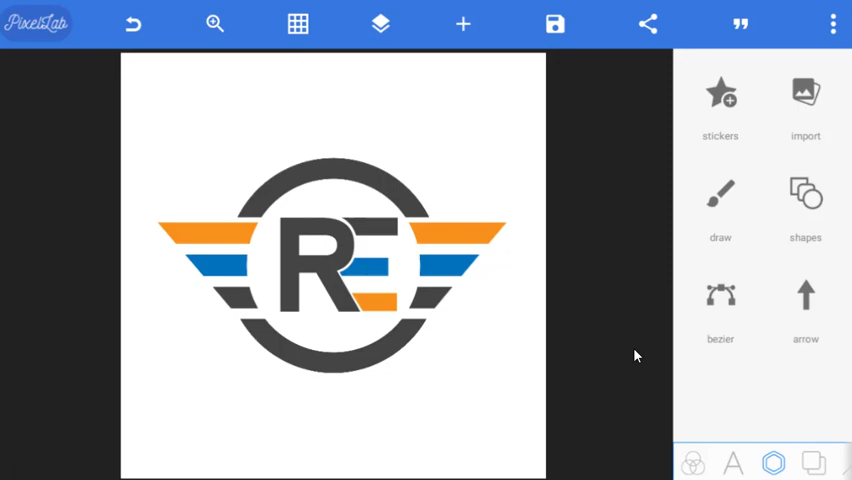 PixelLab
RE
stickers
import
draw
shapes
bezier
arrow
A